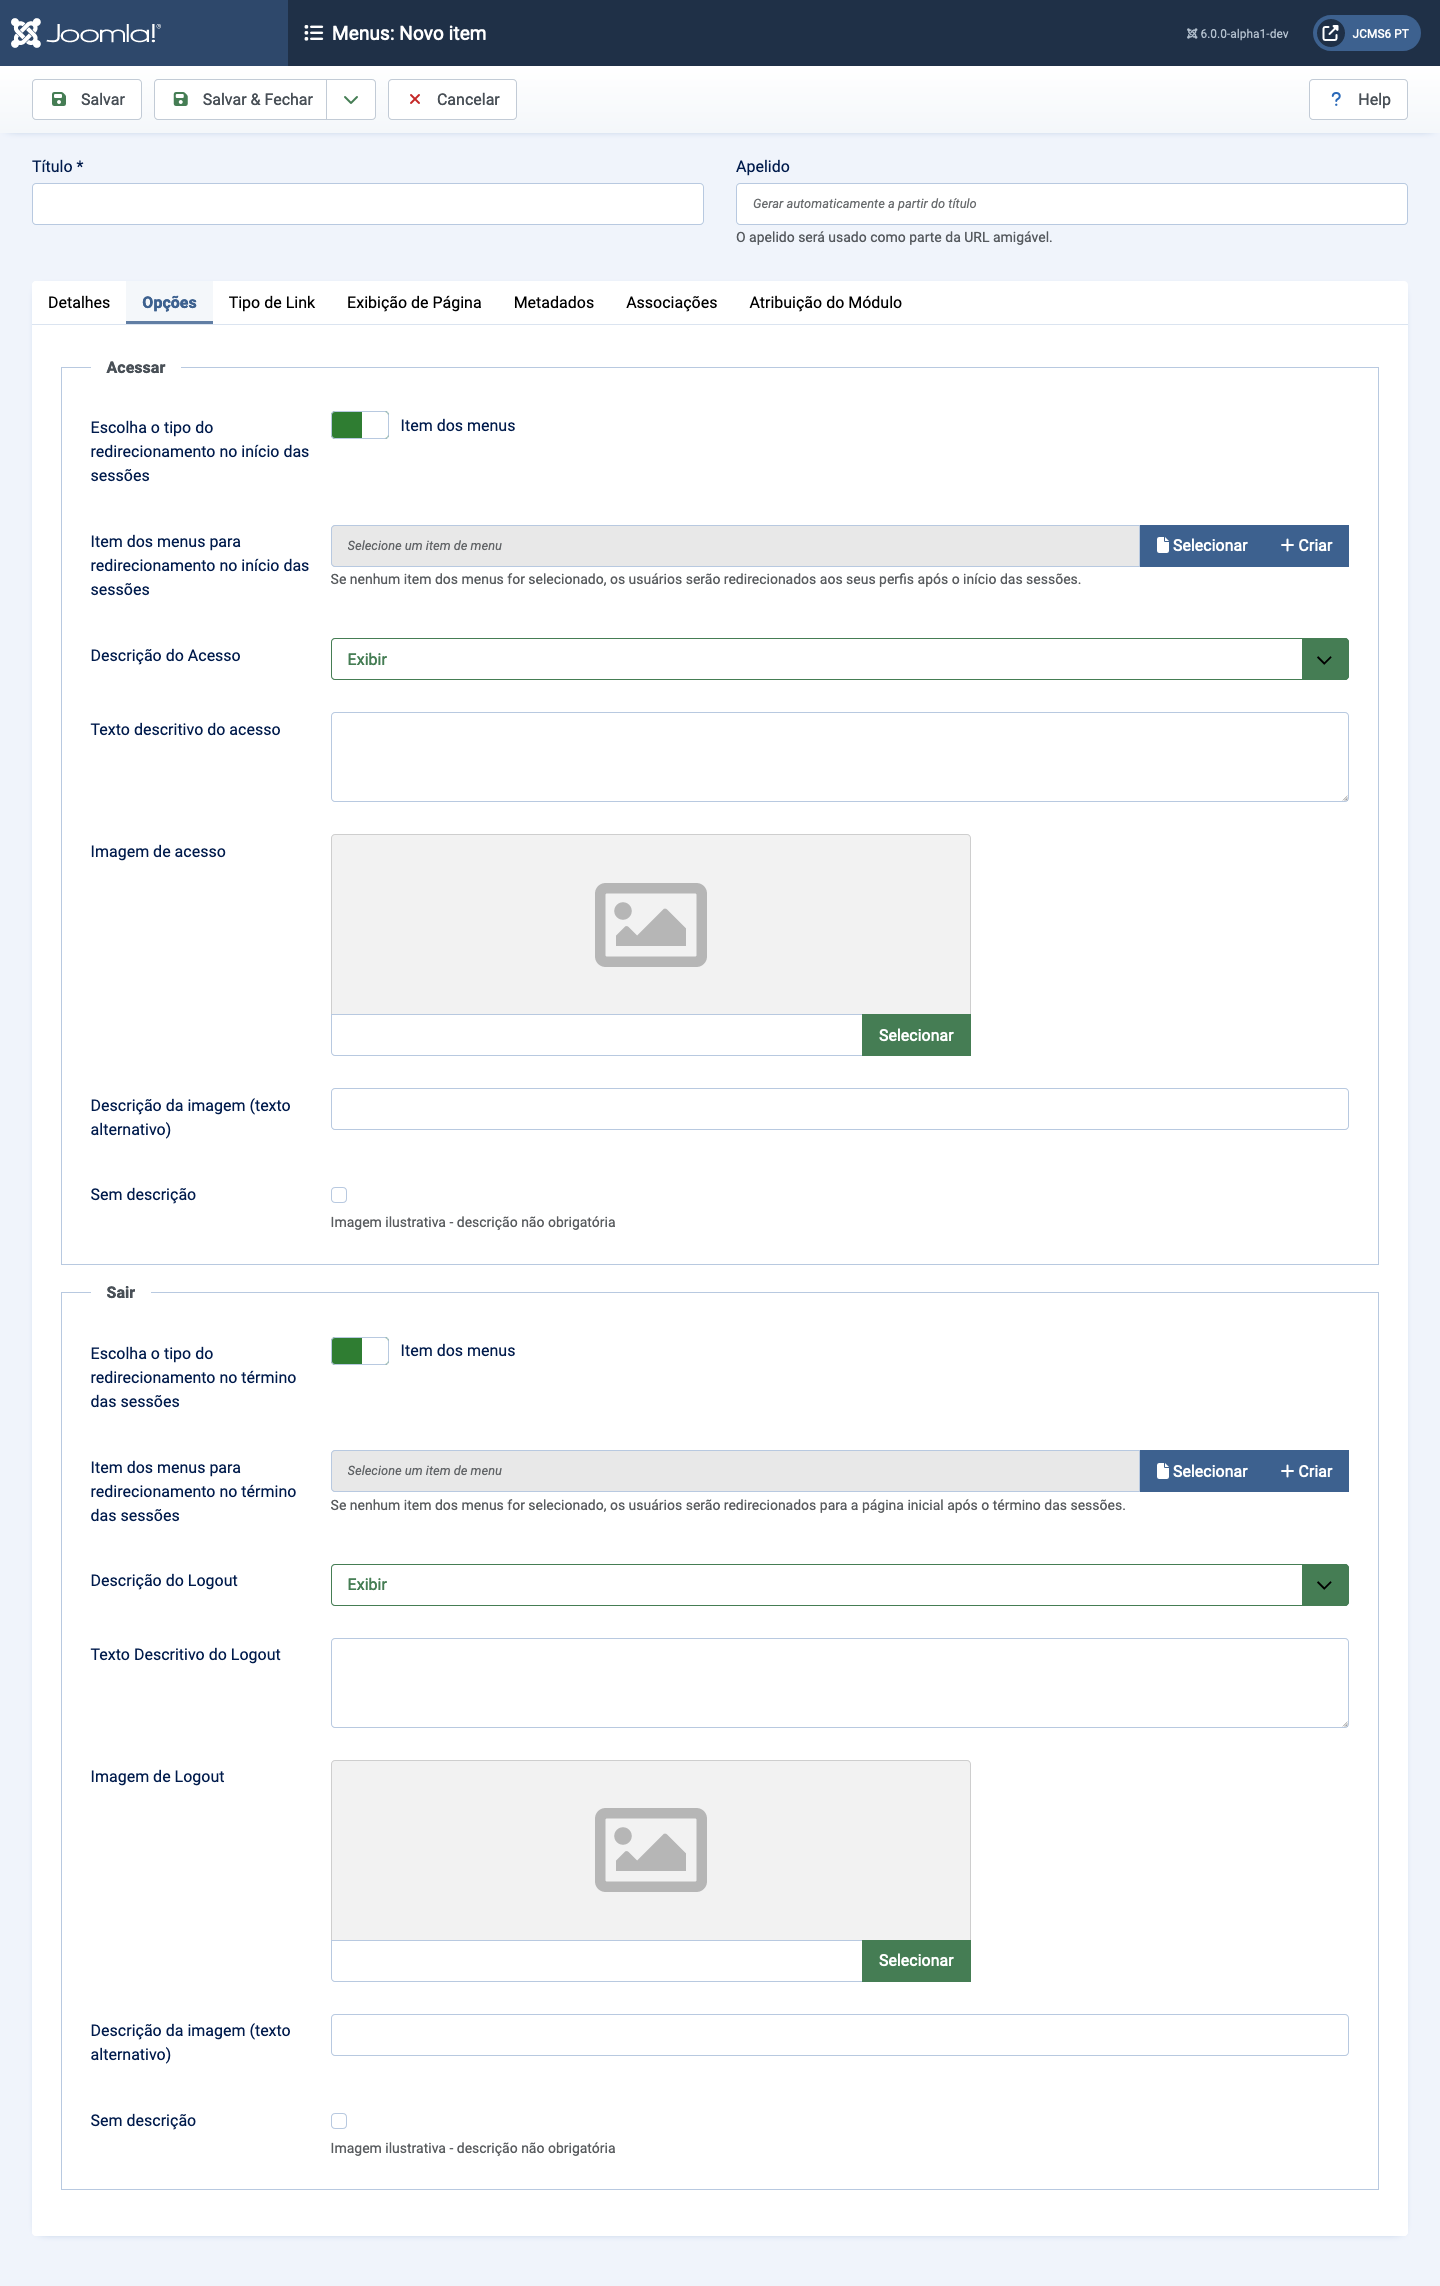 Joomla!®
Menus: Novo item
6.0.0-alpha1-dev
JCMS6 PT
Salvar
Salvar & Fechar
Cancelar
? Help
Título *
Apelido
Gerar automaticamente a partir do título
O apelido será usado como parte da URL amigável.
Detalhes Opções Tipo de Link Exibição de Página Metadados Associações Atribuição do Módulo
Acessar
Escolha o tipo do
redirecionamento no início das
sessões
Item dos menus
Item dos menus para
redirecionamento no início das
sessões
Selecione um item de menu
Selecionar
+ Criar
Se nenhum item dos menus for selecionado, os usuários serão redirecionados aos seus perfis após o início das sessões.
Descrição do Acesso
Exibir
Texto descritivo do acesso
Imagem de acesso
Selecionar
Descrição da imagem (texto
alternativo)
Sem descrição
Imagem ilustrativa - descrição não obrigatória
Sair
Escolha o tipo do
redirecionamento no término
das sessões
Item dos menus
Item dos menus para
redirecionamento no término
das sessões
Selecione um item de menu
Selecionar
+ Criar
Se nenhum item dos menus for selecionado, os usuários serão redirecionados para a página inicial após o término das sessões.
Descrição do Logout
Exibir
Texto Descritivo do Logout
Imagem de Logout
Selecionar
Descrição da imagem (texto
alternativo)
Sem descrição
Imagem ilustrativa - descrição não obrigatória